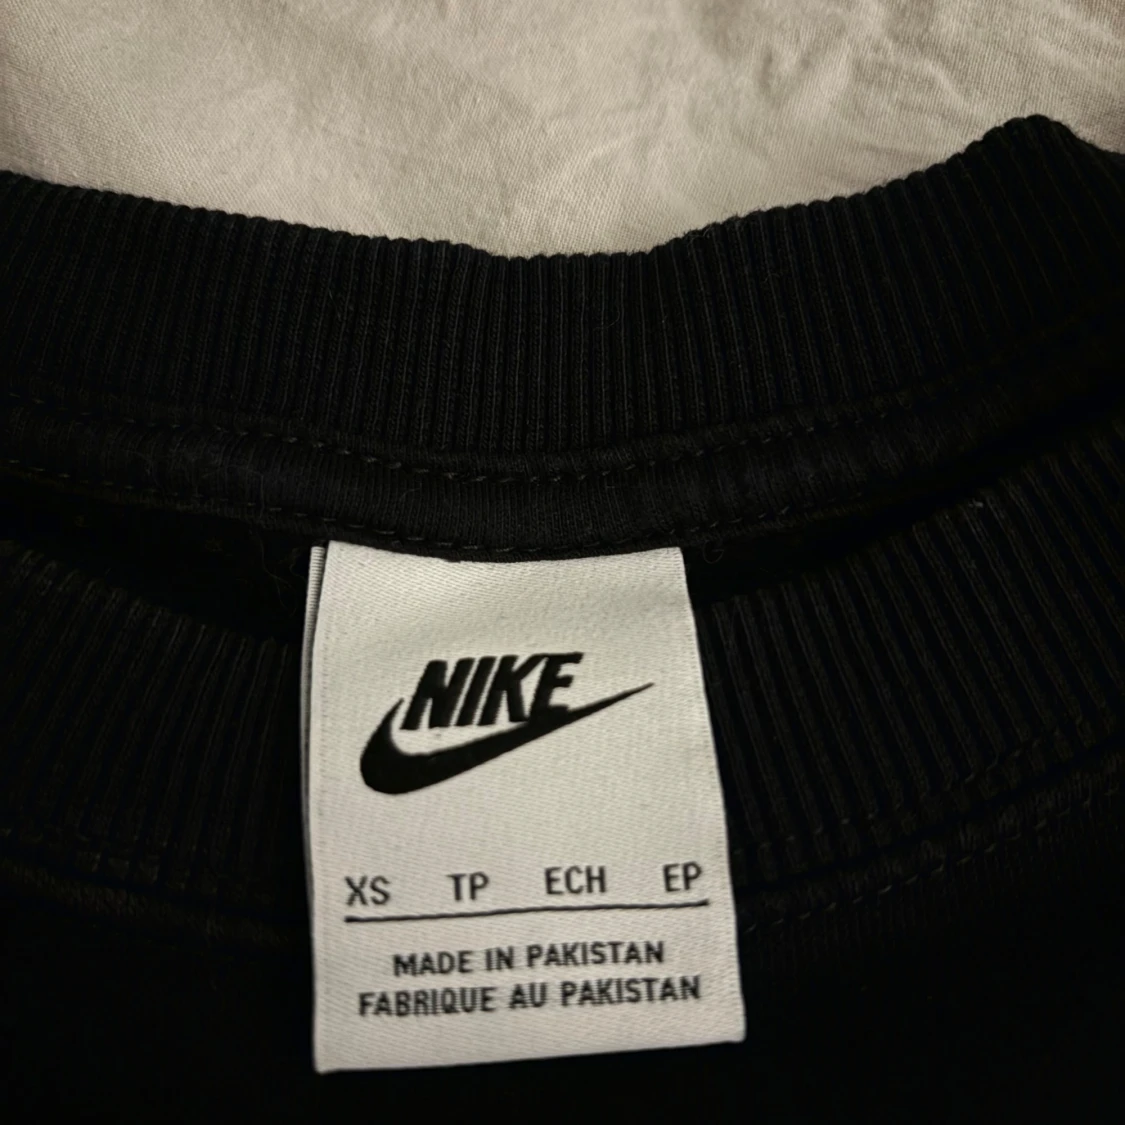 NIKE
XS TP ECH EP
MADE IN PAKISTAN
FABRIQUE AU PAKISTAN